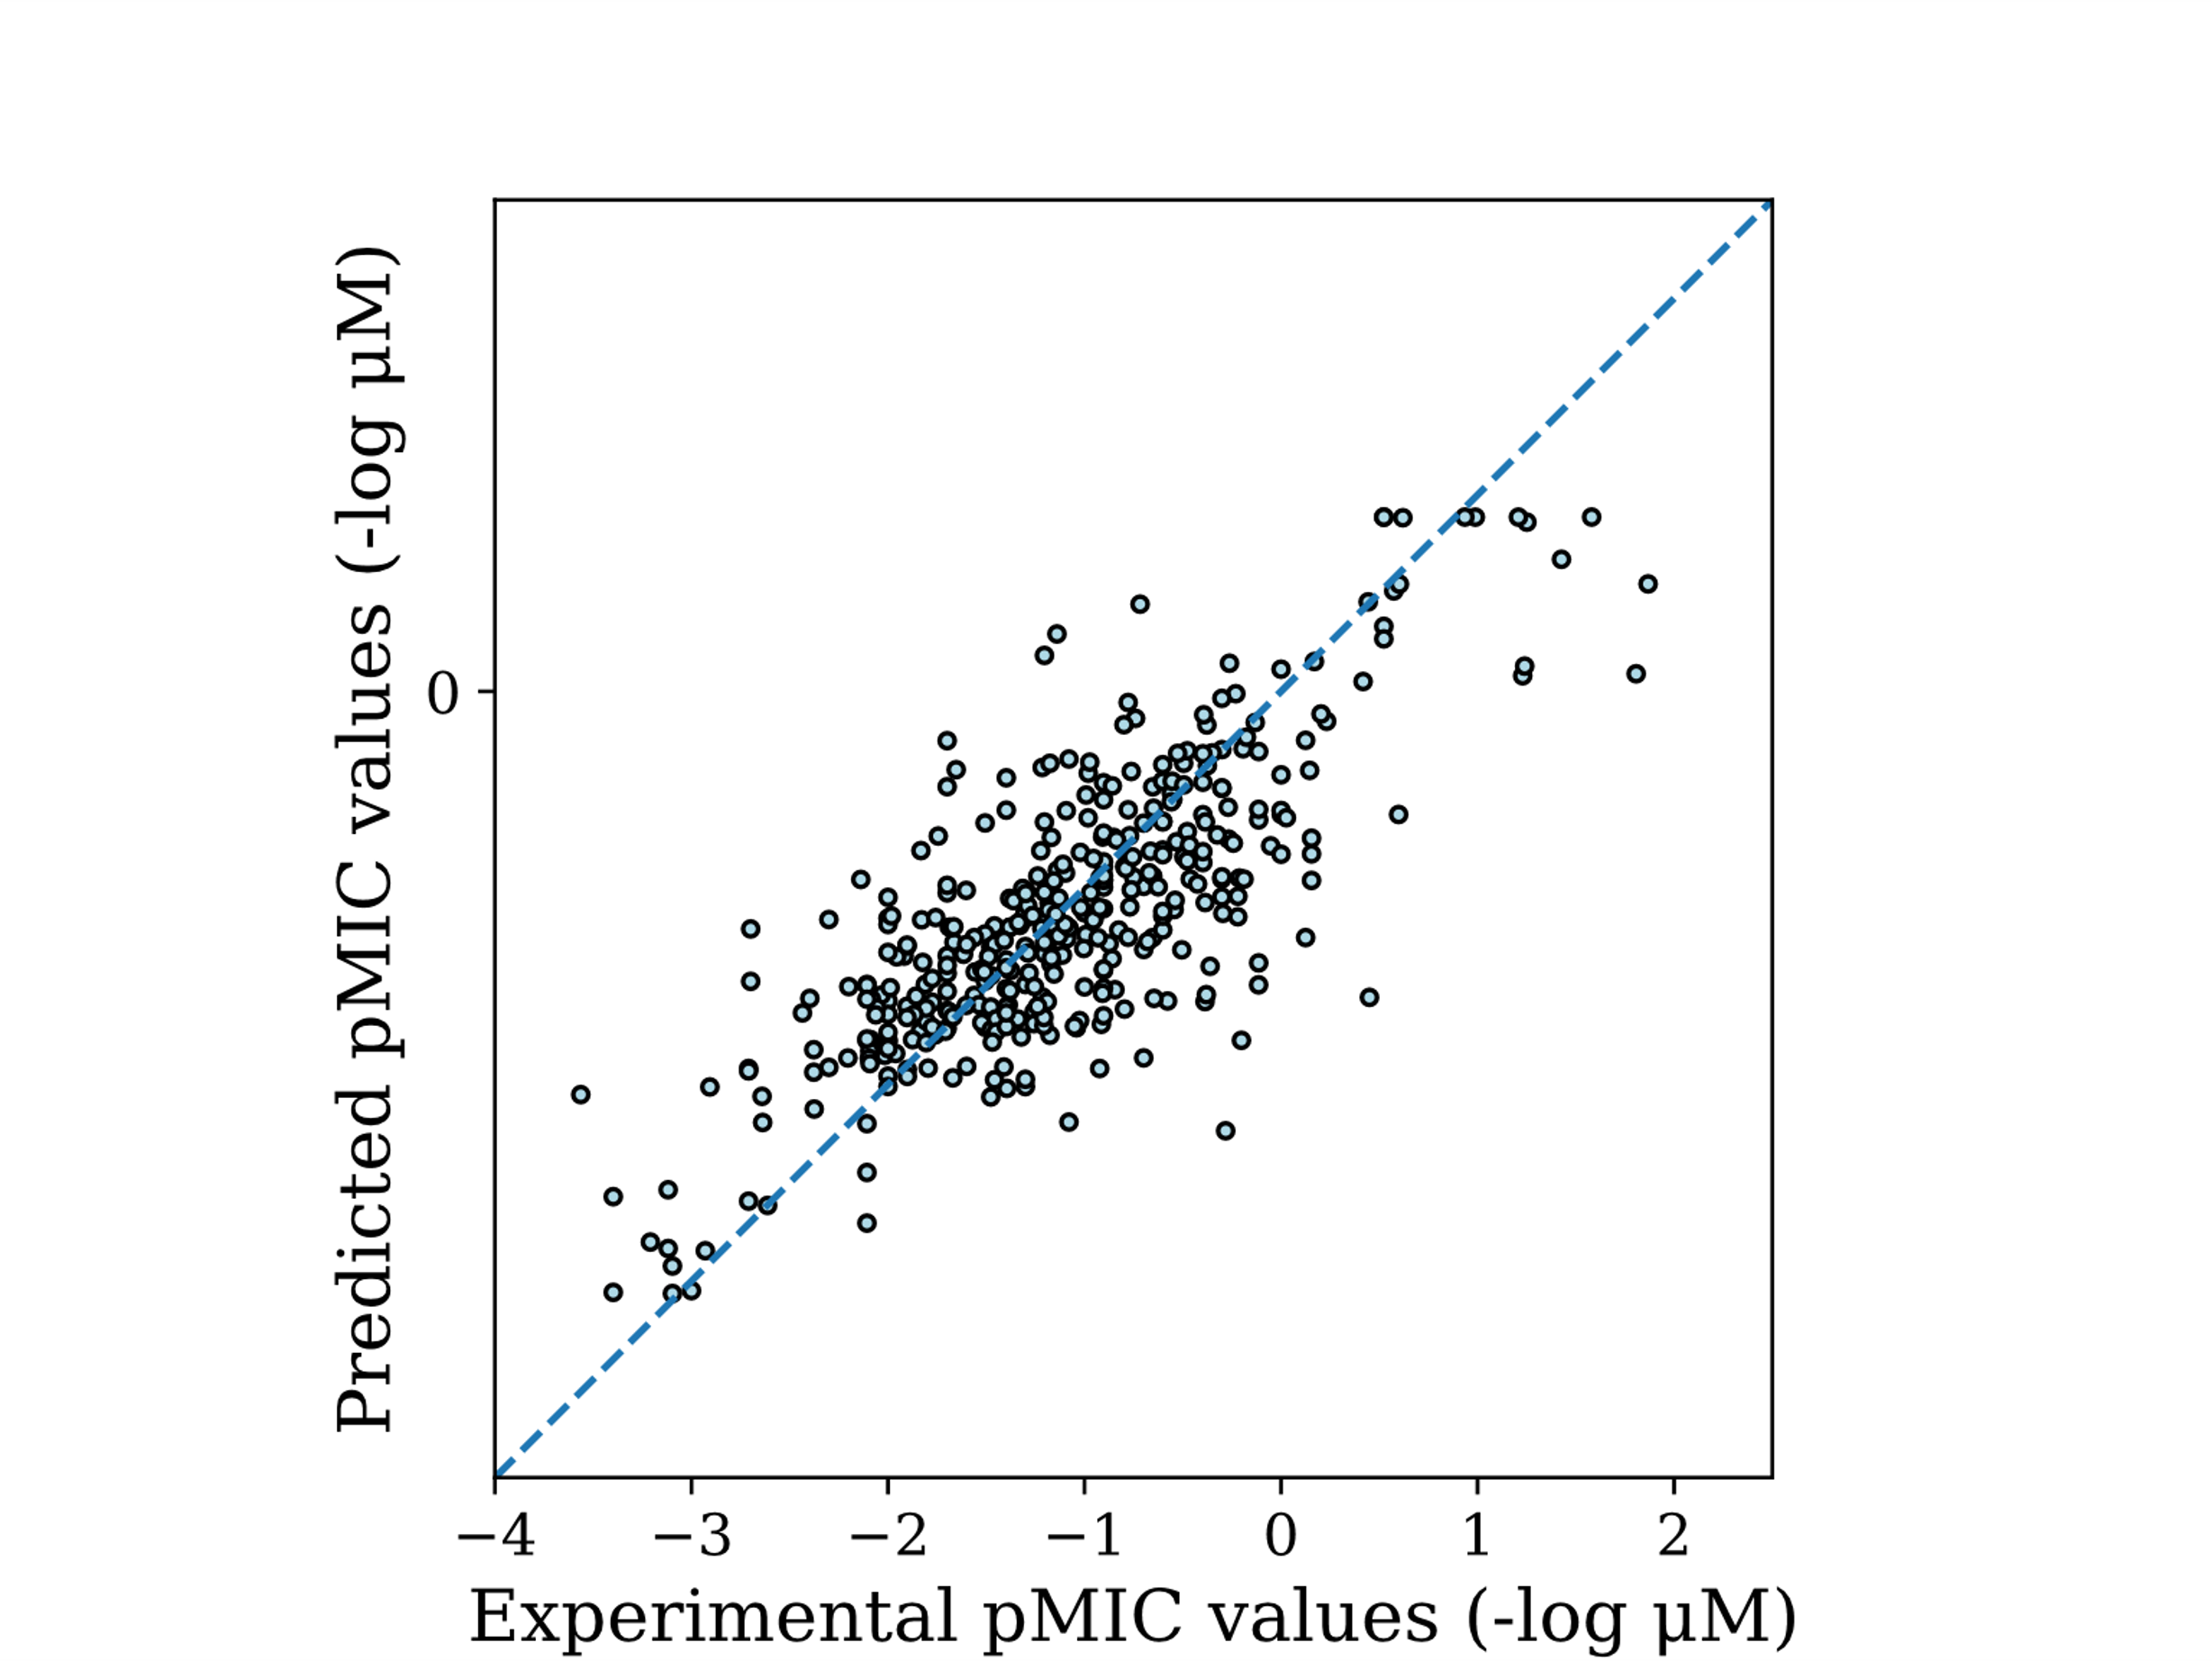 Predicted pMIC values (-log µM)
0
−4 −3 −2 −1 0 1 2
Experimental pMIC values (-log µM)